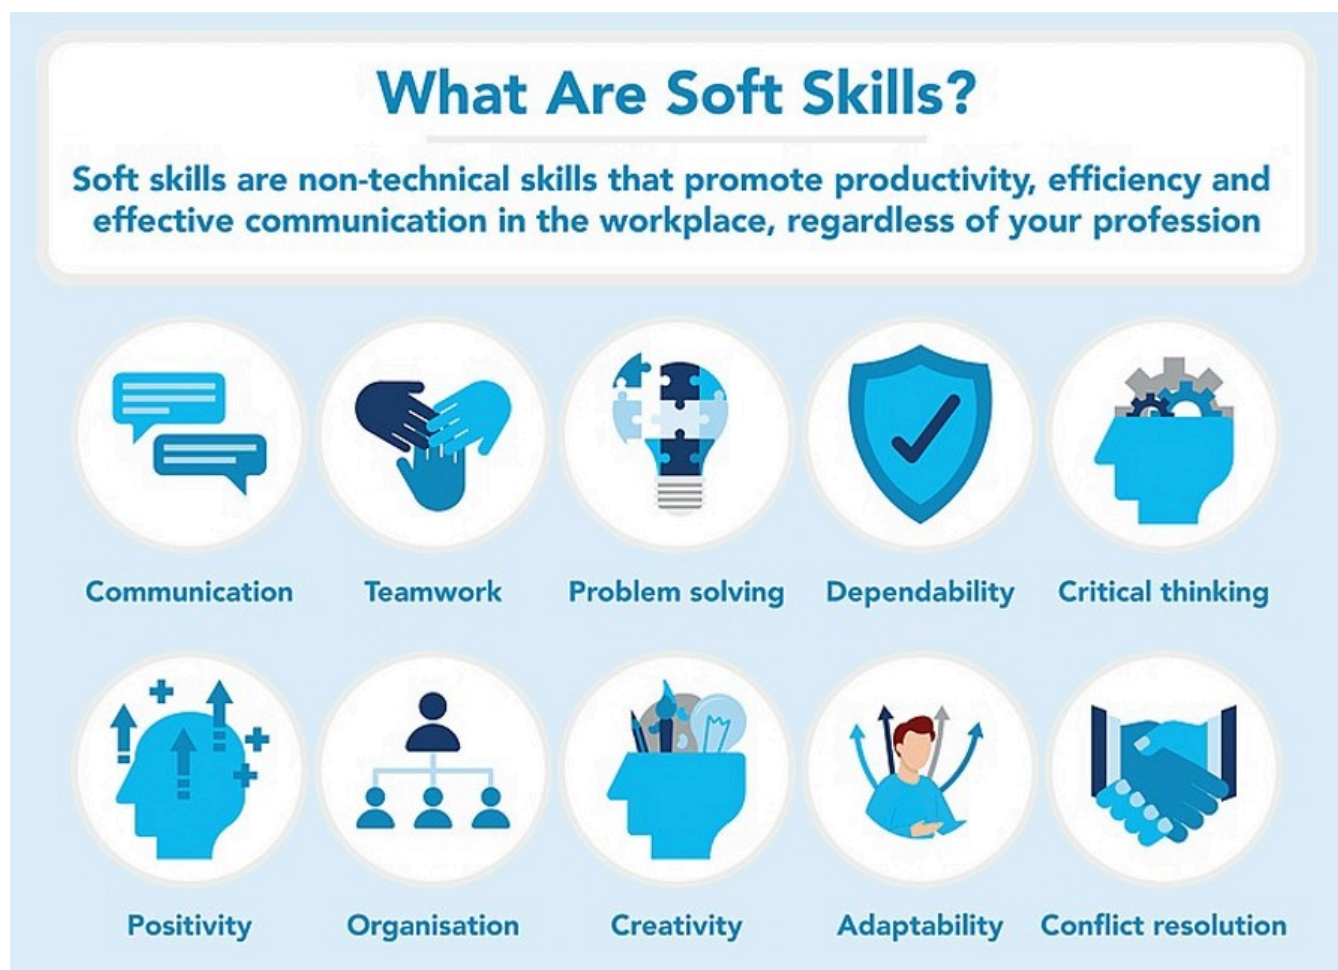 What Are Soft Skills?
Soft skills are non-technical skills that promote productivity, efficiency and
effective communication in the workplace, regardless of your profession
Communication
Teamwork
Problem solving
Dependability
Critical thinking
Positivity
Organisation
Creativity
Adaptability
Conflict resolution